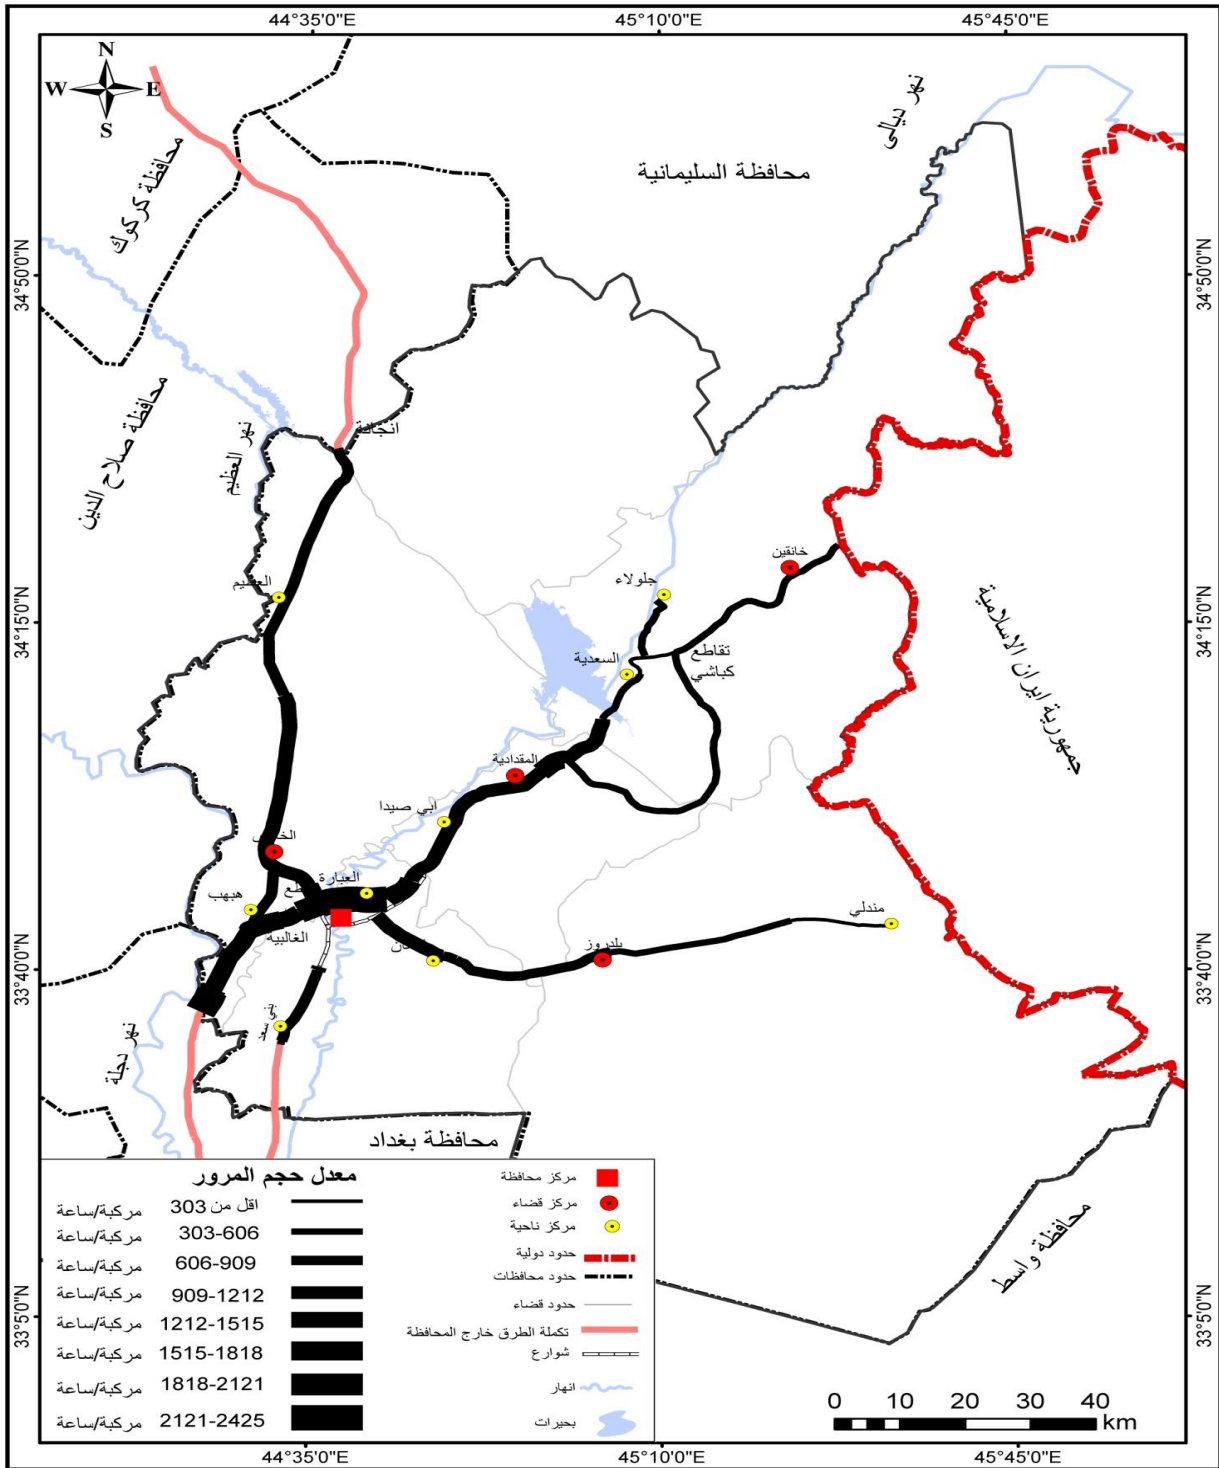 44°35'0"E
45°10'0"E
45°45'0"E
N
W
E
S
نهر ديالى
محافظة السليمانية
محافظة كركوك
34°50'0"N
34°50'0"N
محافظة صلاح الدين
انجانة
نهر العظيم
خانقين
العظيم
جلولاء
جمهورية ايران الاسلامية
34°15'0"N
34°15'0"N
تقاطع
كباشي
السعدية
المقدادية
ابي صيدا
العبارة
هبهب
الغالبيه
مندلي
بلدروز
33°40'0"N
33°40'0"N
بني سعد
نهر دجلة
محافظة بغداد
محافظة واسط
معدل حجم المرور
اقل من 303 مركبة/ساعة
303-606 مركبة/ساعة
606-909 مركبة/ساعة
909-1212 مركبة/ساعة
1212-1515 مركبة/ساعة
1515-1818 مركبة/ساعة
1818-2121 مركبة/ساعة
2121-2425 مركبة/ساعة
مركز محافظة
مركز قضاء
مركز ناحية
حدود دولية
حدود محافظات
حدود قضاء
تكملة الطرق خارج المحافظة
شوارع
انهار
بحيرات
33°5'0"N
33°5'0"N
0 10 20 30 40
km
44°35'0"E
45°10'0"E
45°45'0"E